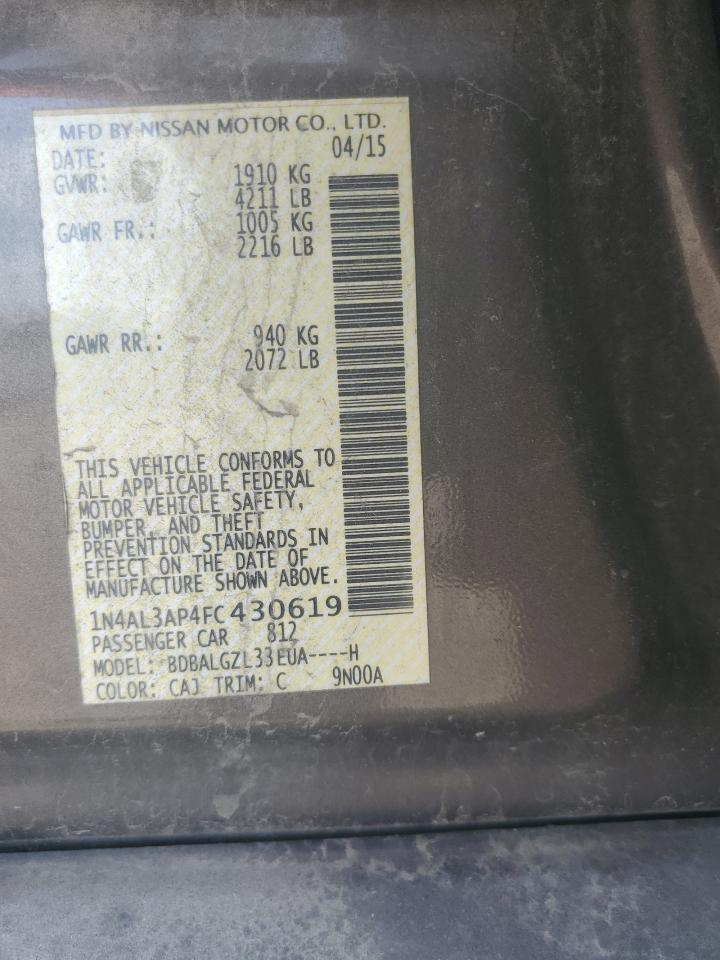 MFD BY NISSAN MOTOR CO., LTD.
DATE: 04/15
GVWR: 1910 KG
4211 LB
GAWR FR.: 1005 KG
2216 LB
GAWR RR.: 940 KG
2072 LB
THIS VEHICLE CONFORMS TO
ALL APPLICABLE FEDERAL
MOTOR VEHICLE SAFETY,
BUMPER, AND THEFT
PREVENTION STANDARDS IN
EFFECT ON THE DATE OF
MANUFACTURE SHOWN ABOVE.
1N4AL3AP4FC430619
PASSENGER CAR 812
MODEL: BDBALGZL33EUA----H
COLOR: CAJ TRIM: C 9N00A